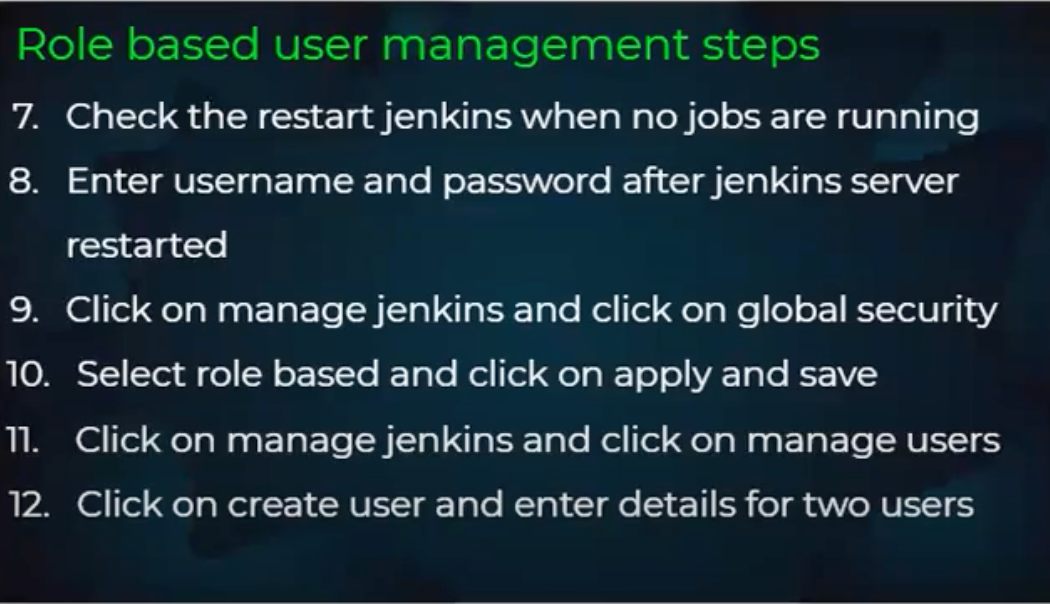 Role based user management steps
7. Check the restart jenkins when no jobs are running
8. Enter username and password after jenkins server
restarted
9. Click on manage jenkins and click on global security
10. Select role based and click on apply and save
11. Click on manage jenkins and click on manage users
12. Click on create user and enter details for two users